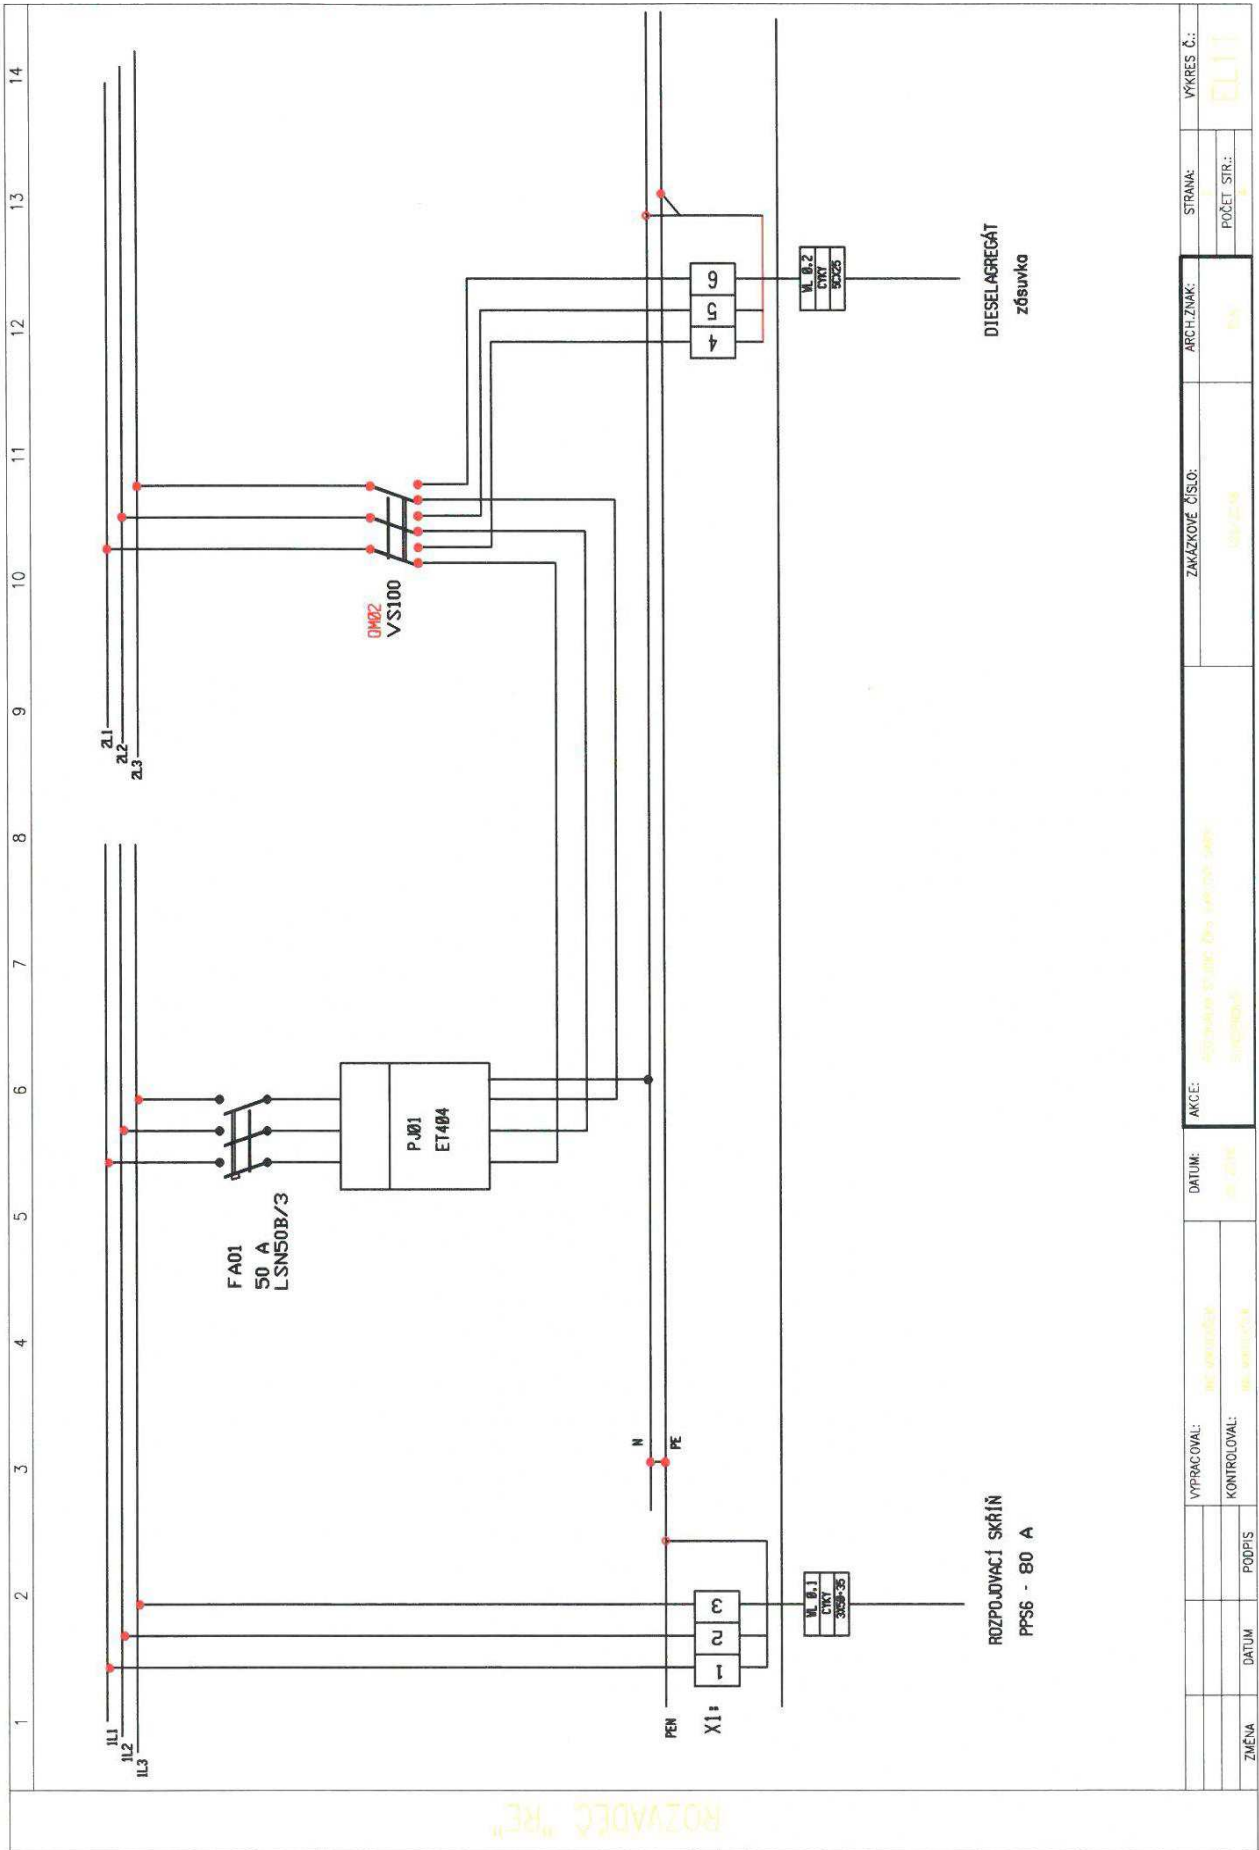 1 2 3 4 5 6 7 8 9 10 11 12 13 14
1L1
1L2
1L3
2L1
2L2
2L3
FA01
50 A
LSN50B/3
PJ01
ET404
QM02
VS100
N
PE
PEN
X1:
1 2 3
4 5 6
WL 0.1
CYKY
3X50+35
WL 0.2
CYKY
5CX25
ROZPOJOVACÍ SKŘÍŇ
PPS6 - 80 A
DIESELAGREGÁT
zásuvka
ROZVADĚČ "RE"
ZMĚNA
DATUM
PODPIS
VYPRACOVAL:
KONTROLOVAL:
DATUM:
AKCE:
ZAKÁZKOVÉ ČÍSLO:
ARCH.ZNAK:
STRANA:
POČET STR.:
VÝKRES Č.: